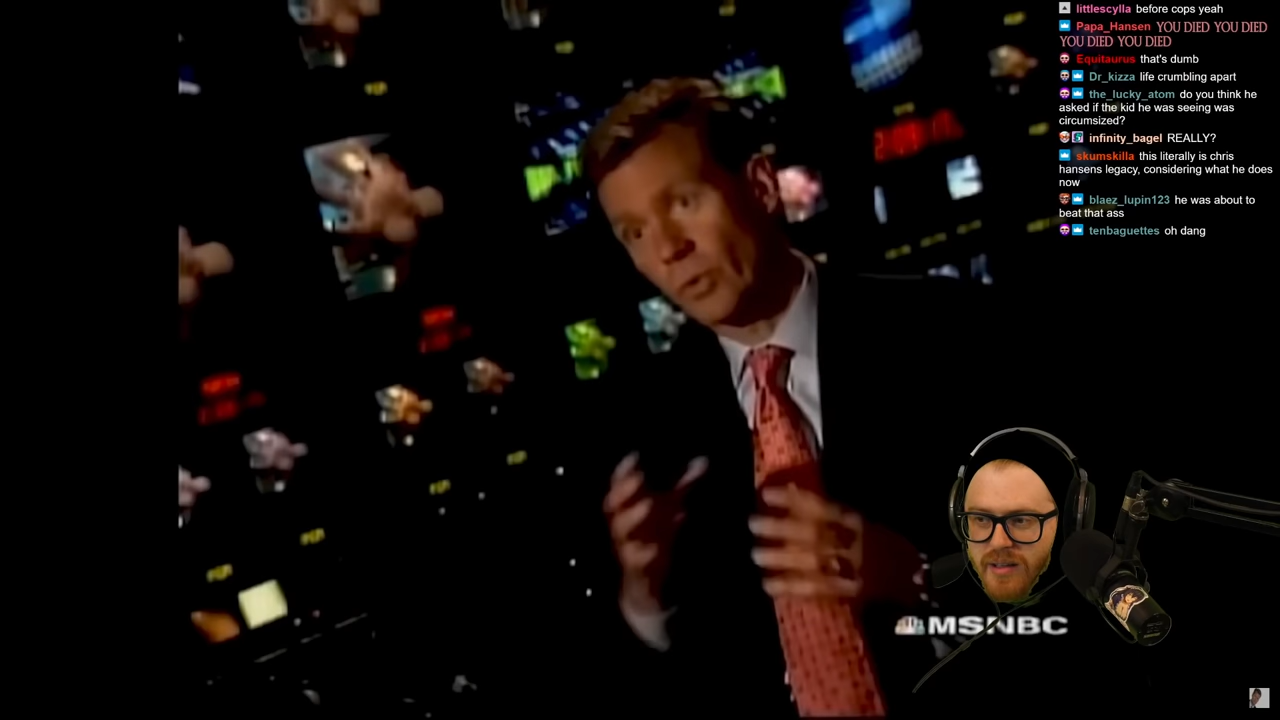 littlescylla before cops yeah
Papa_Hansen YOU DIED YOU DIED
YOU DIED YOU DIED
Equitaurus that's dumb
Dr_kizza life crumbling apart
the_lucky_atom do you think he
asked if the kid he was seeing was
circumsized?
infinity_bagel REALLY?
skumskilla this literally is chris
hansens legacy, considering what he does
now
blaez_lupin123 he was about to
beat that ass
tenbaguettes oh dang
MSNBC